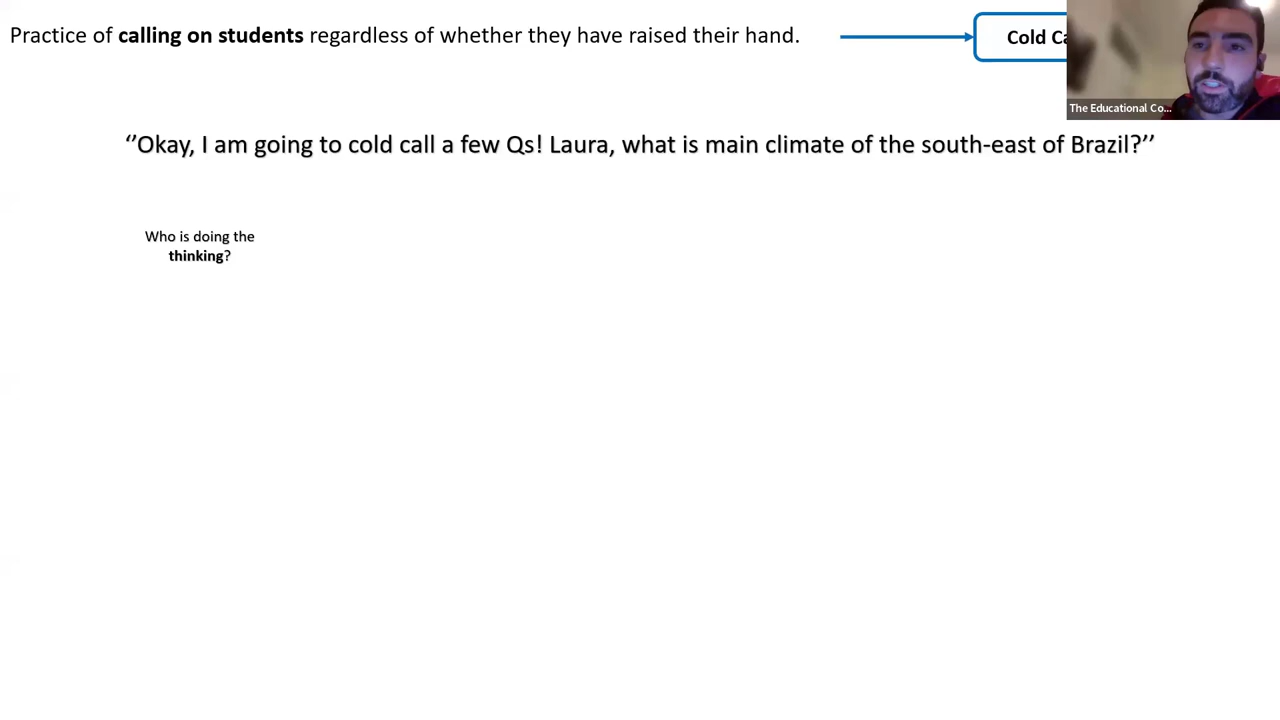 Practice of calling on students regardless of whether they have raised their hand.
Cold
The Educational Co...
‘’Okay, I am going to cold call a few Qs! Laura, what is main climate of the south-east of Brazil?’’
Who is doing the
thinking?